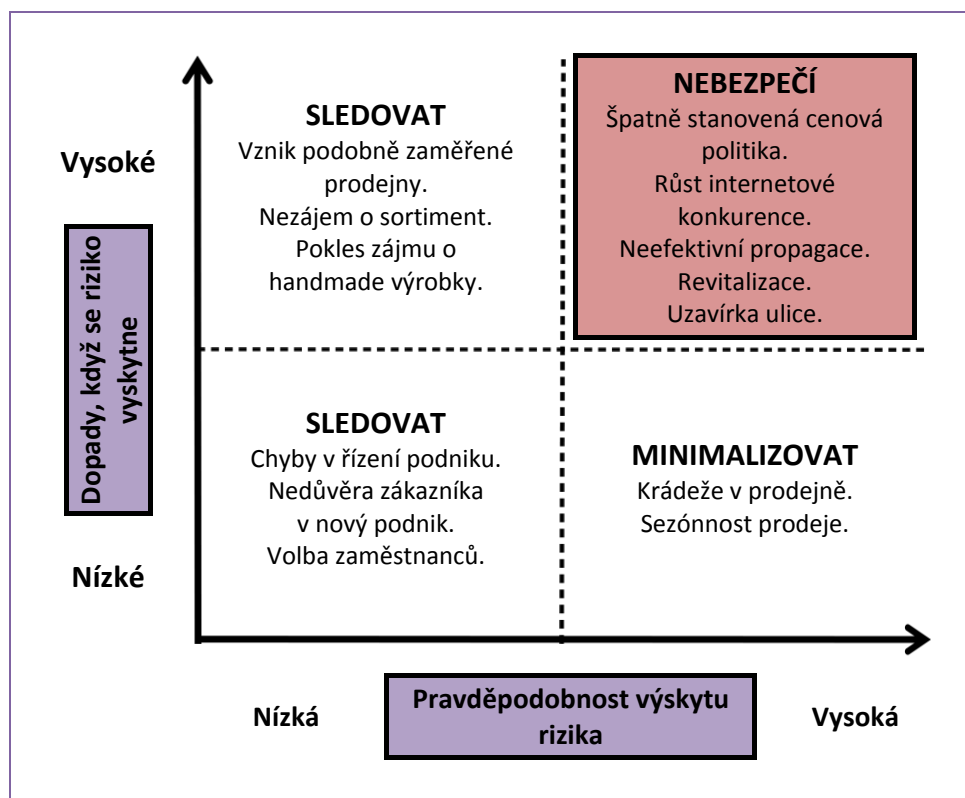 SLEDOVAT
Vznik podobně zaměřené
prodejny.
Nezájem o sortiment.
Pokles zájmu o
handmade výrobky.
NEBEZPEČÍ
Špatně stanovená cenová
politika.
Růst internetové
konkurence.
Neefektivní propagace.
Revitalizace.
Uzavírka ulice.
Vysoké
Dopady, když se riziko
vyskytne
Nízké
SLEDOVAT
Chyby v řízení podniku.
Nedůvěra zákazníka
v nový podnik.
Volba zaměstnanců.
MINIMALIZOVAT
Krádeže v prodejně.
Sezónnost prodeje.
Nízká
Pravděpodobnost výskytu
rizika
Vysoká